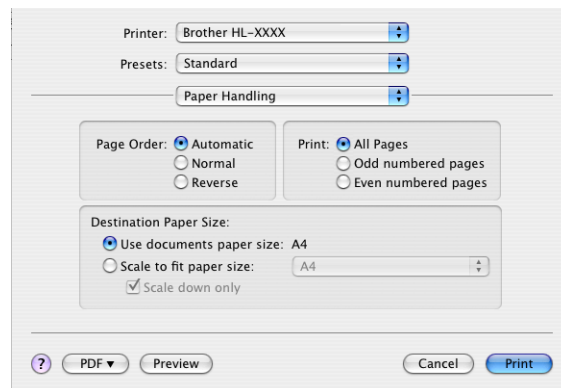 Printer: Brother HL-XXXX
Presets: Standard
Paper Handling
Page Order: Automatic
Normal
Reverse
Print: All Pages
Odd numbered pages
Even numbered pages
Destination Paper Size:
Use documents paper size: A4
Scale to fit paper size: A4
Scale down only
? PDF ▼ Preview Cancel Print